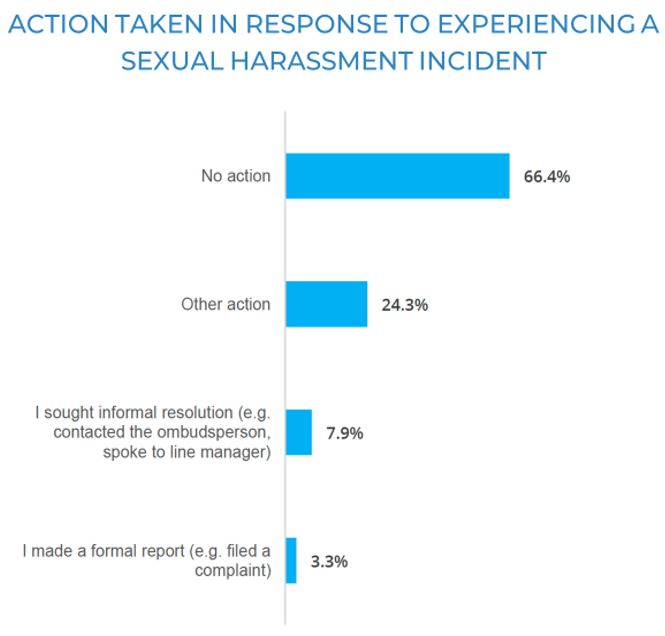 ACTION TAKEN IN RESPONSE TO EXPERIENCING A
SEXUAL HARASSMENT INCIDENT
No action
66.4%
Other action
24.3%
I sought informal resolution (e.g.
contacted the ombudsperson,
spoke to line manager)
7.9%
I made a formal report (e.g. filed a
complaint)
3.3%